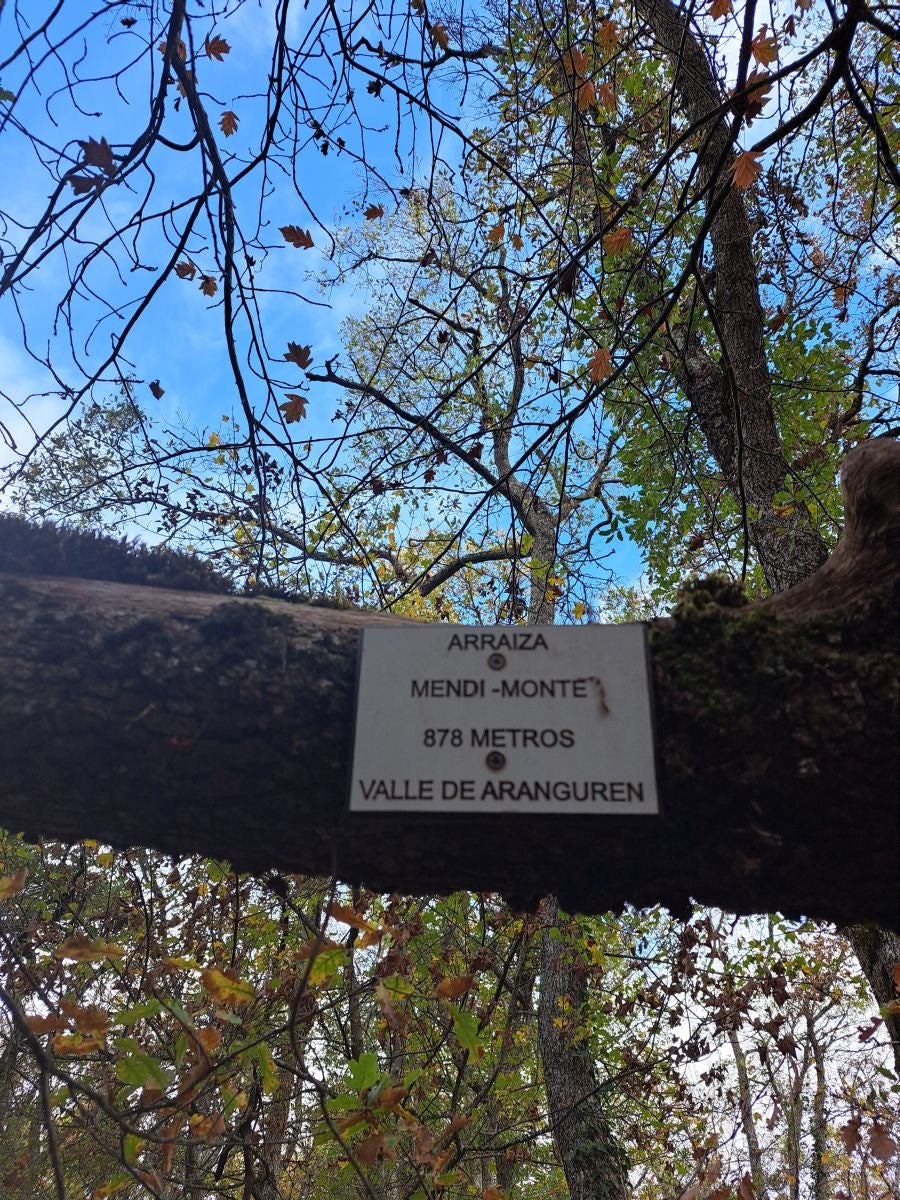 ARRAIZA
MENDI -MONTE
878 METROS
VALLE DE ARANGUREN